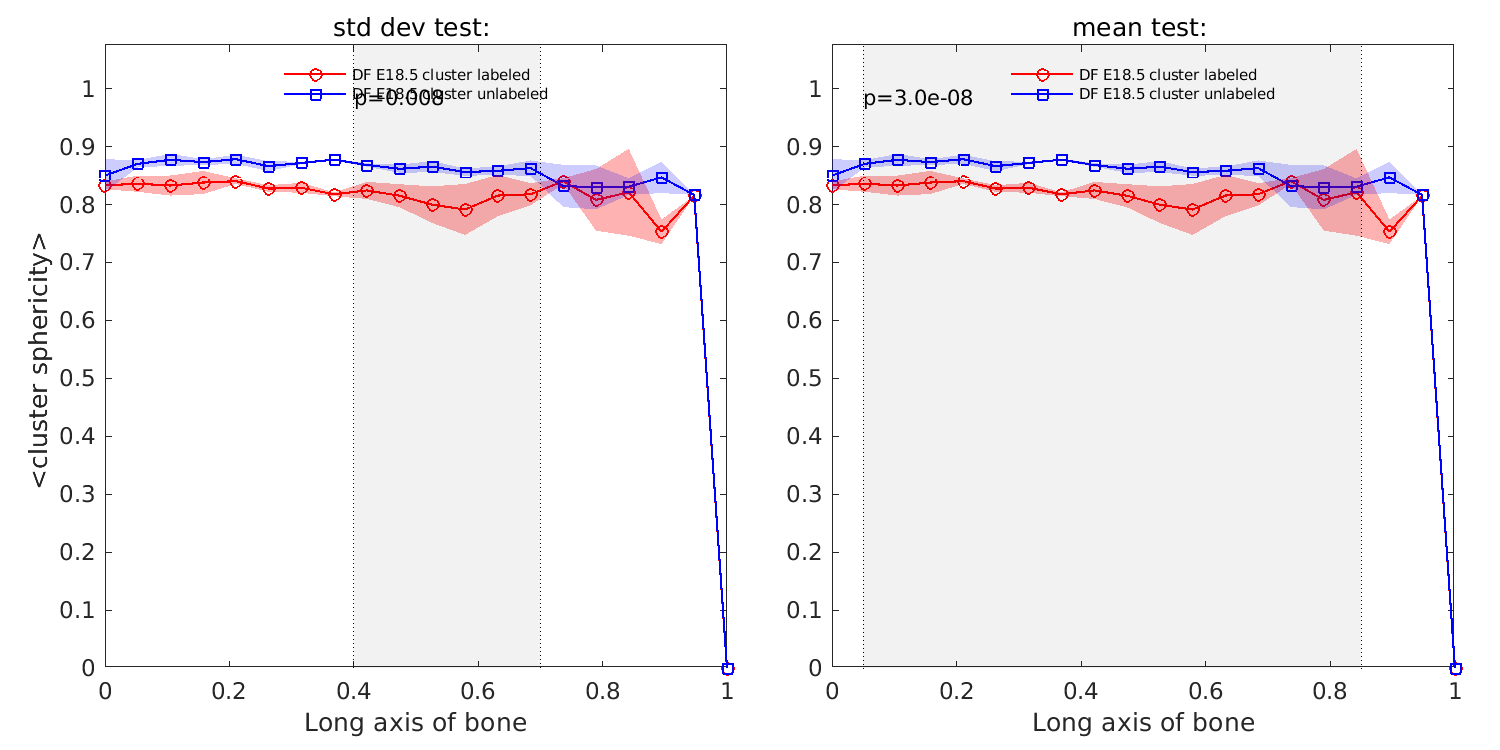 std dev test:
DF E18.5 cluster labeled
DF E18.5 cluster unlabeled
p=0.008
1
0.9
0.8
0.7
0.6
0.5
0.4
0.3
0.2
0.1
0
<cluster sphericity>
0 0.2 0.4 0.6 0.8 1
Long axis of bone
mean test:
DF E18.5 cluster labeled
DF E18.5 cluster unlabeled
p=3.0e-08
1
0.9
0.8
0.7
0.6
0.5
0.4
0.3
0.2
0.1
0
0 0.2 0.4 0.6 0.8 1
Long axis of bone